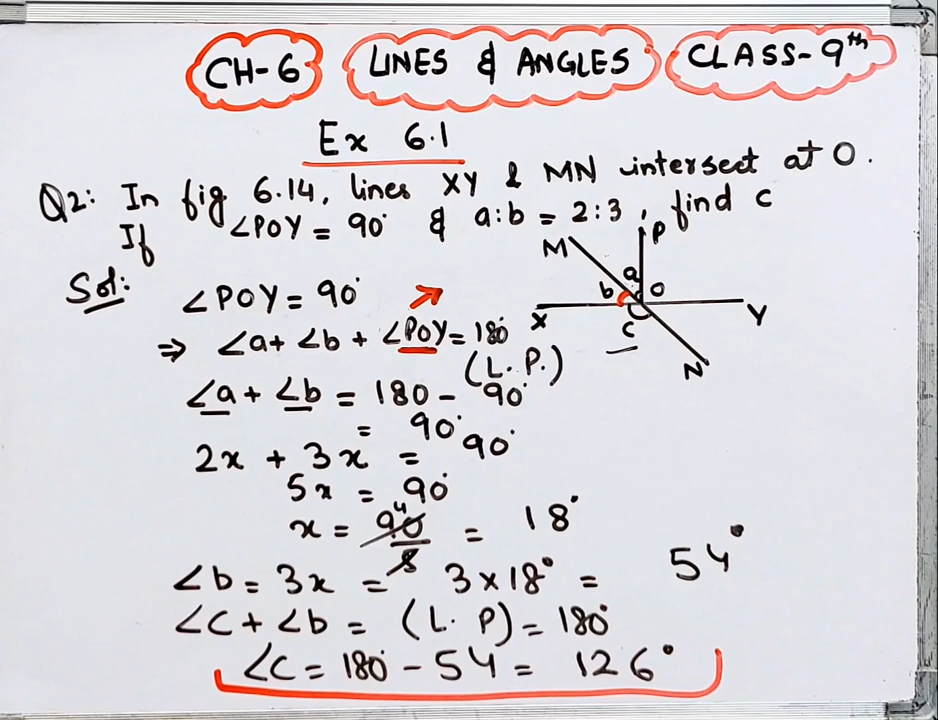 CH-6 LINES & ANGLES CLASS-9th
Ex 6.1
Q2: In fig 6.14, lines XY & MN intersect at O.
If ∠POY = 90° & a:b = 2:3, find c
Sol:
M P
a
b O
X Y
c
N
∠POY = 90°
⇒ ∠a + ∠b + ∠POY = 180°
(L.P.)
∠a + ∠b = 180 - 90°
= 90°
2x + 3x = 90°
5x = 90°
x = 90/5 = 18°
∠b = 3x = 3 × 18° = 54°
∠C + ∠b = (L.P) = 180°
∠C = 180° - 54 = 126°